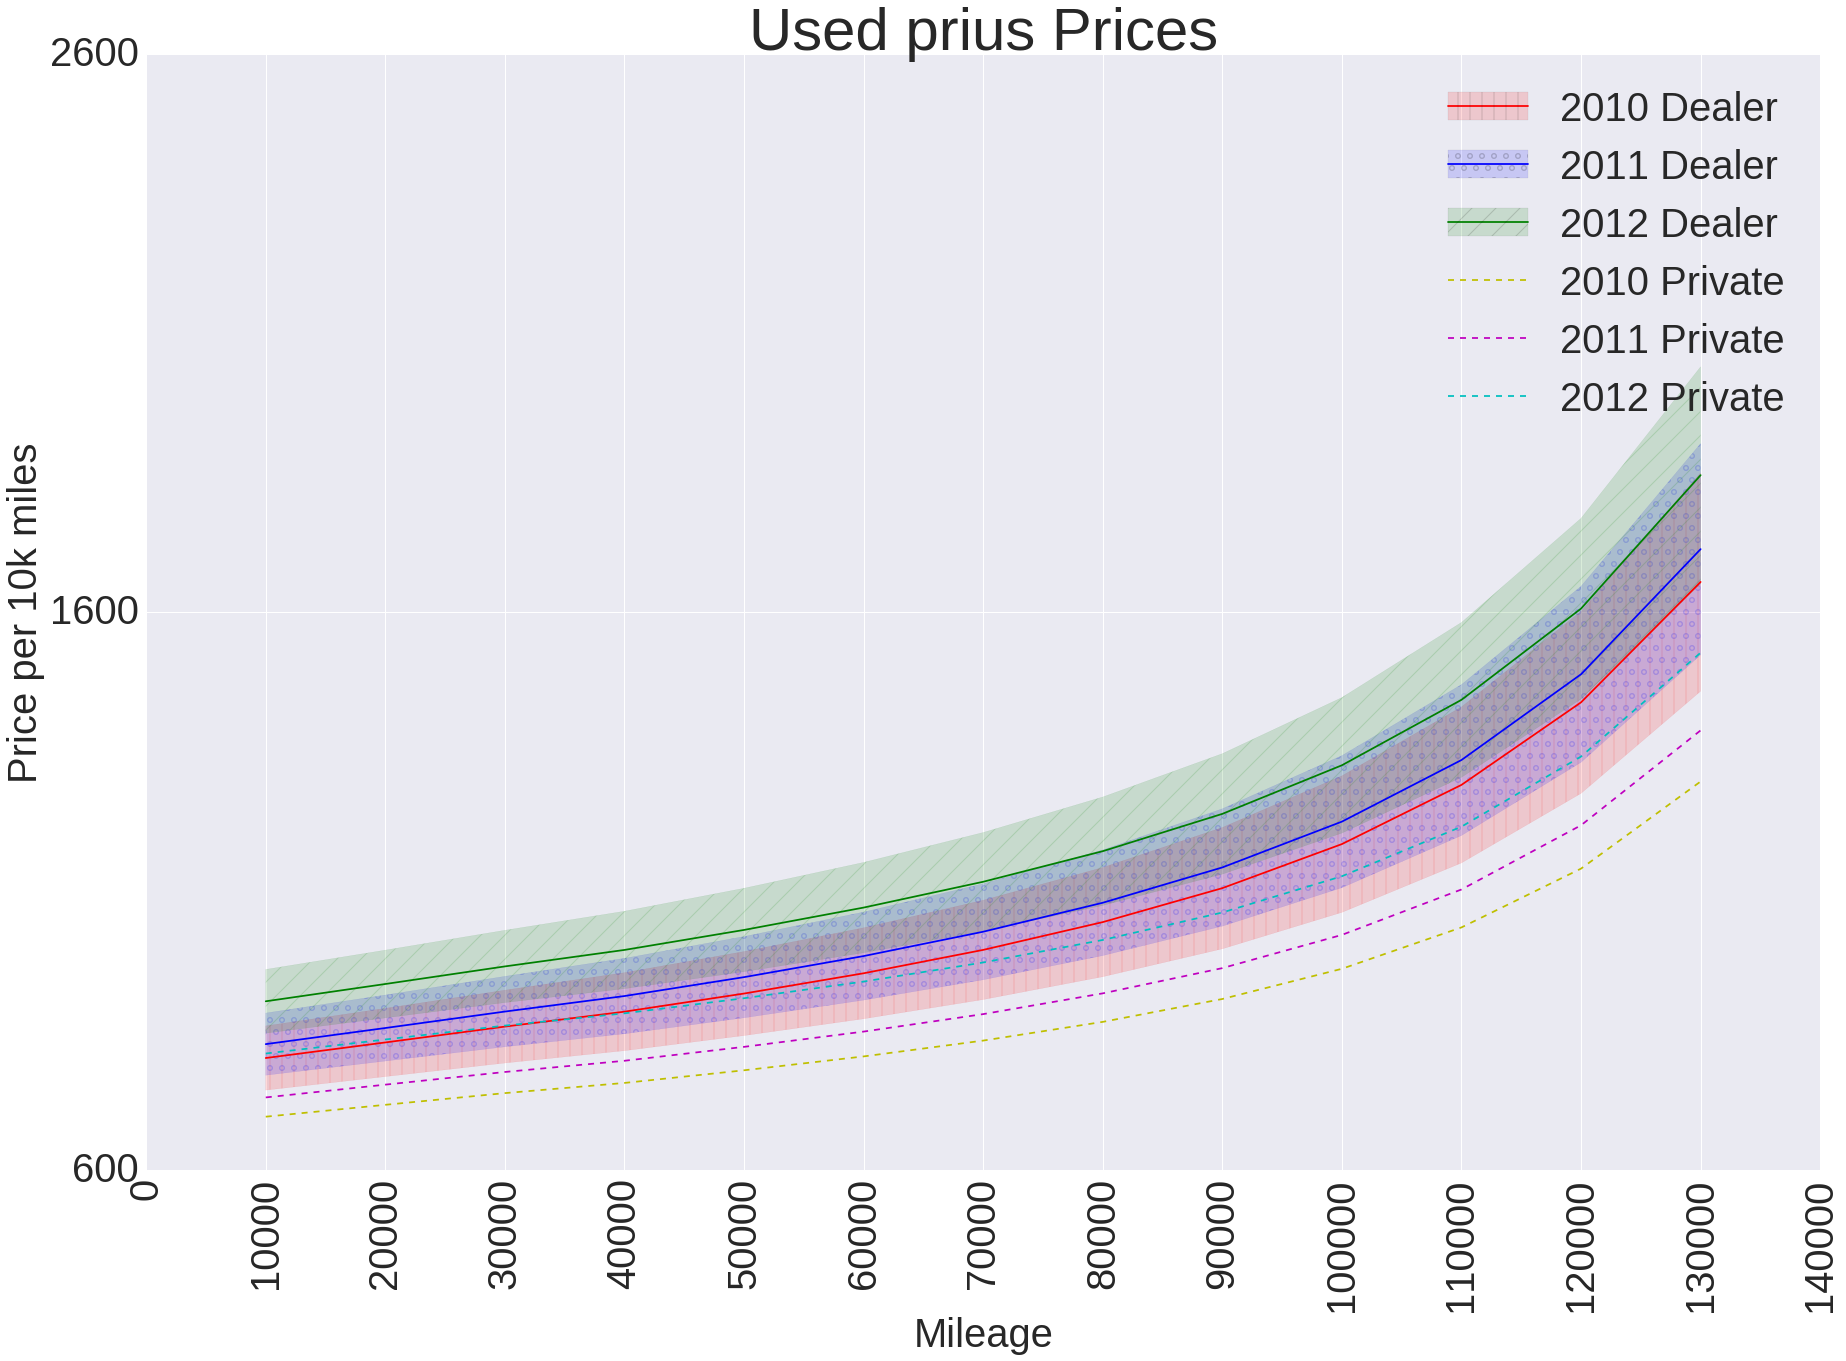 Used prius Prices
2600
1600
600
Price per 10k miles
2010 Dealer
2011 Dealer
2012 Dealer
2010 Private
2011 Private
2012 Private
0
10000
20000
30000
40000
50000
60000
70000
80000
90000
100000
110000
120000
130000
140000
Mileage